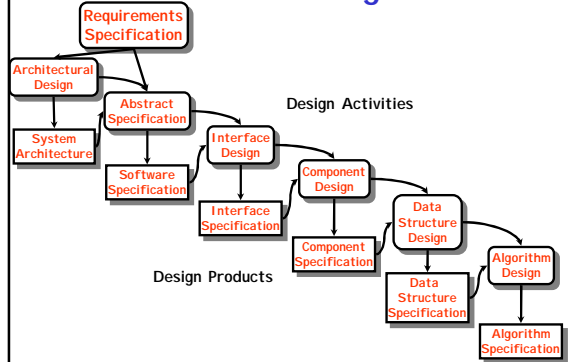 Requirements
Specification
Architectural
Design
Abstract
Specification
Design Activities
System
Architecture
Interface
Design
Software
Specification
Component
Design
Interface
Specification
Data
Structure
Design
Component
Specification
Algorithm
Design
Design Products
Data
Structure
Specification
Algorithm
Specification